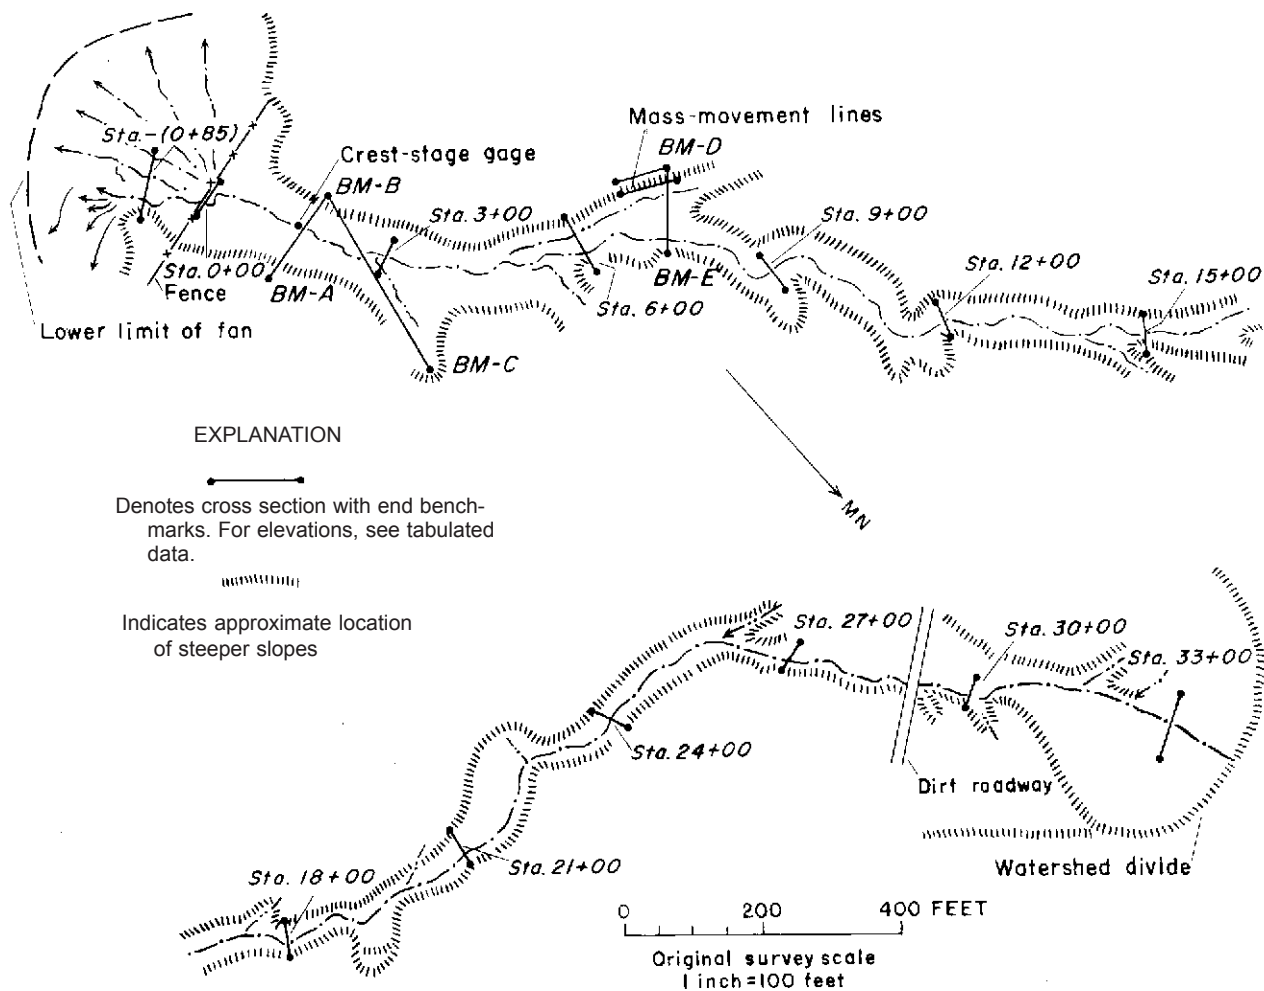 Mass-movement lines
Sta.-(0+85)
BM-D
Crest-stage gage
BM-B
Sta. 3+00
Sta. 9+00
Sta. 12+00
Sta. 15+00
Sta. 0+00
Fence
BM-A
BM-E
Sta. 6+00
Lower limit of fan
BM-C
EXPLANATION
Denotes cross section with end bench-
marks. For elevations, see tabulated
data.
Indicates approximate location
of steeper slopes
MN
Sta. 27+00
Sta. 30+00
Sta. 33+00
Sta. 24+00
Dirt roadway
Sta. 21+00
Watershed divide
Sta. 18+00
0 200 400 FEET
Original survey scale
1 inch=100 feet